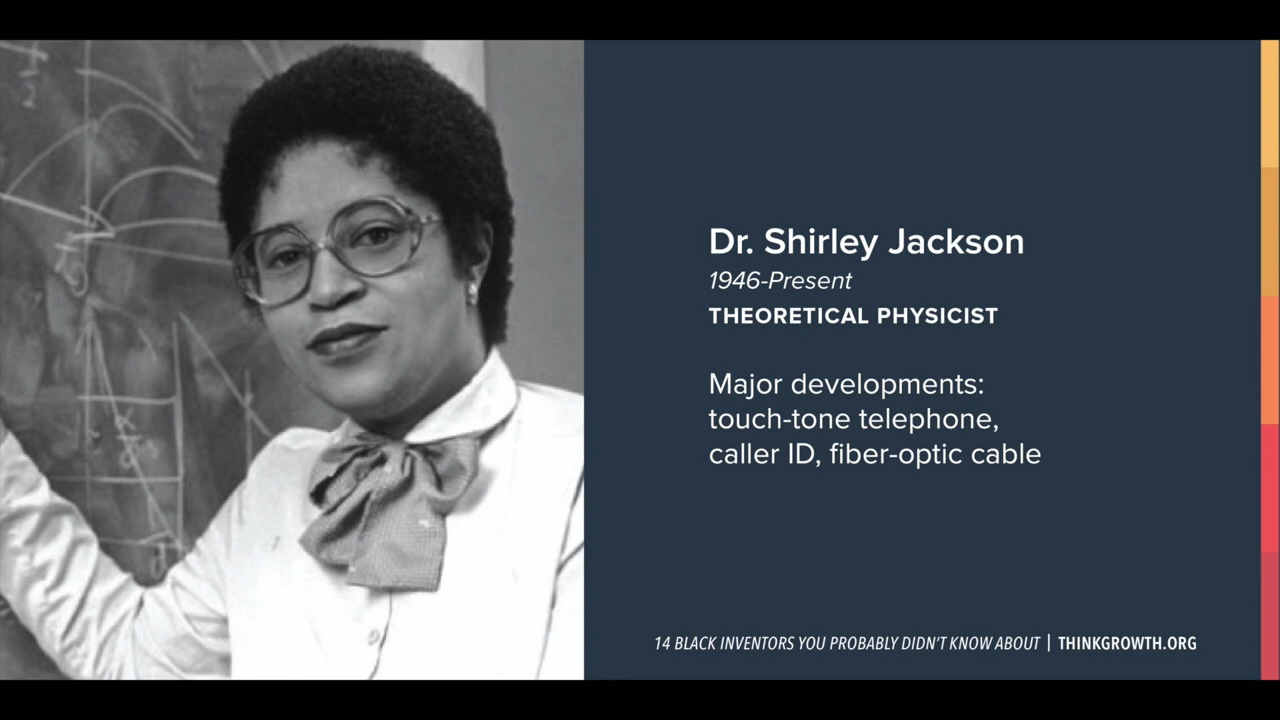 Dr. Shirley Jackson
1946-Present
THEORETICAL PHYSICIST
Major developments:
touch-tone telephone,
caller ID, fiber-optic cable
14 BLACK INVENTORS YOU PROBABLY DIDN'T KNOW ABOUT | THINKGROWTH.ORG